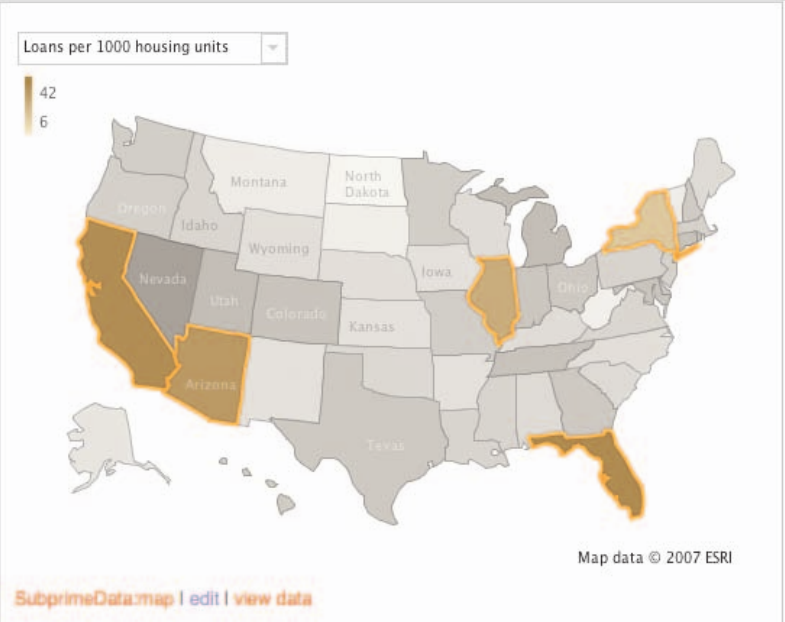 Loans per 1000 housing units
42
6
Montana
North
Dakota
Oregon
Idaho
Wyoming
Iowa
Nevada
Utah
Colorado
Ohio
Kansas
Arizona
Texas
Map data © 2007 ESRI
SubprimeData:map | edit | view data